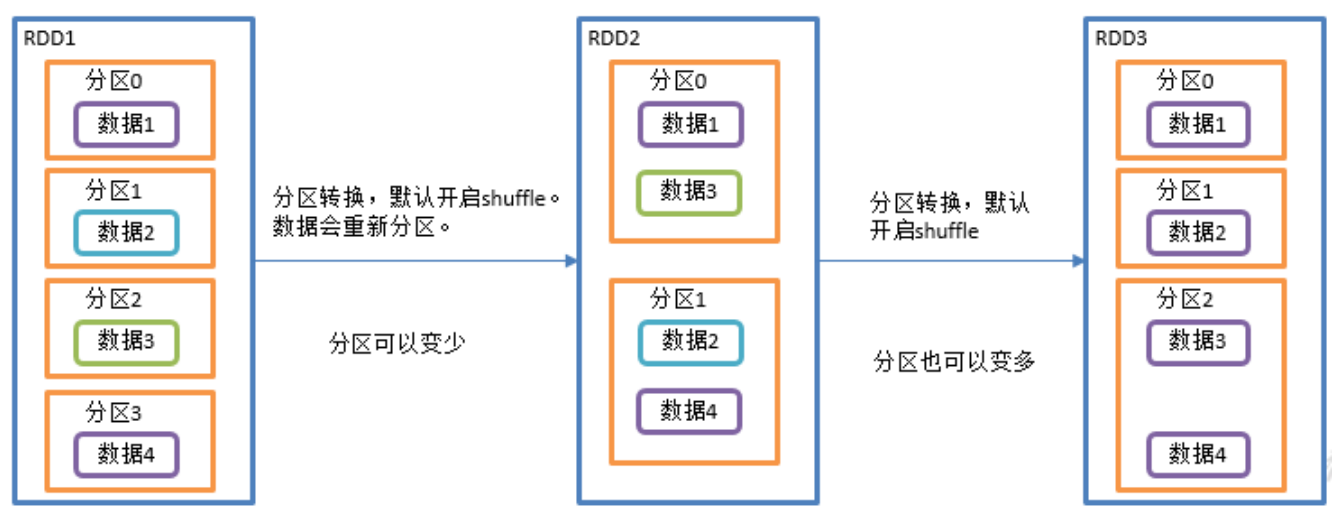 RDD1
分区0
数据1
分区1
数据2
分区2
数据3
分区3
数据4
分区转换，默认开启shuffle。
数据会重新分区。
分区可以变少
RDD2
分区0
数据1
数据3
分区1
数据2
数据4
分区转换，默认
开启shuffle
分区也可以变多
RDD3
分区0
数据1
分区1
数据2
分区2
数据3
数据4